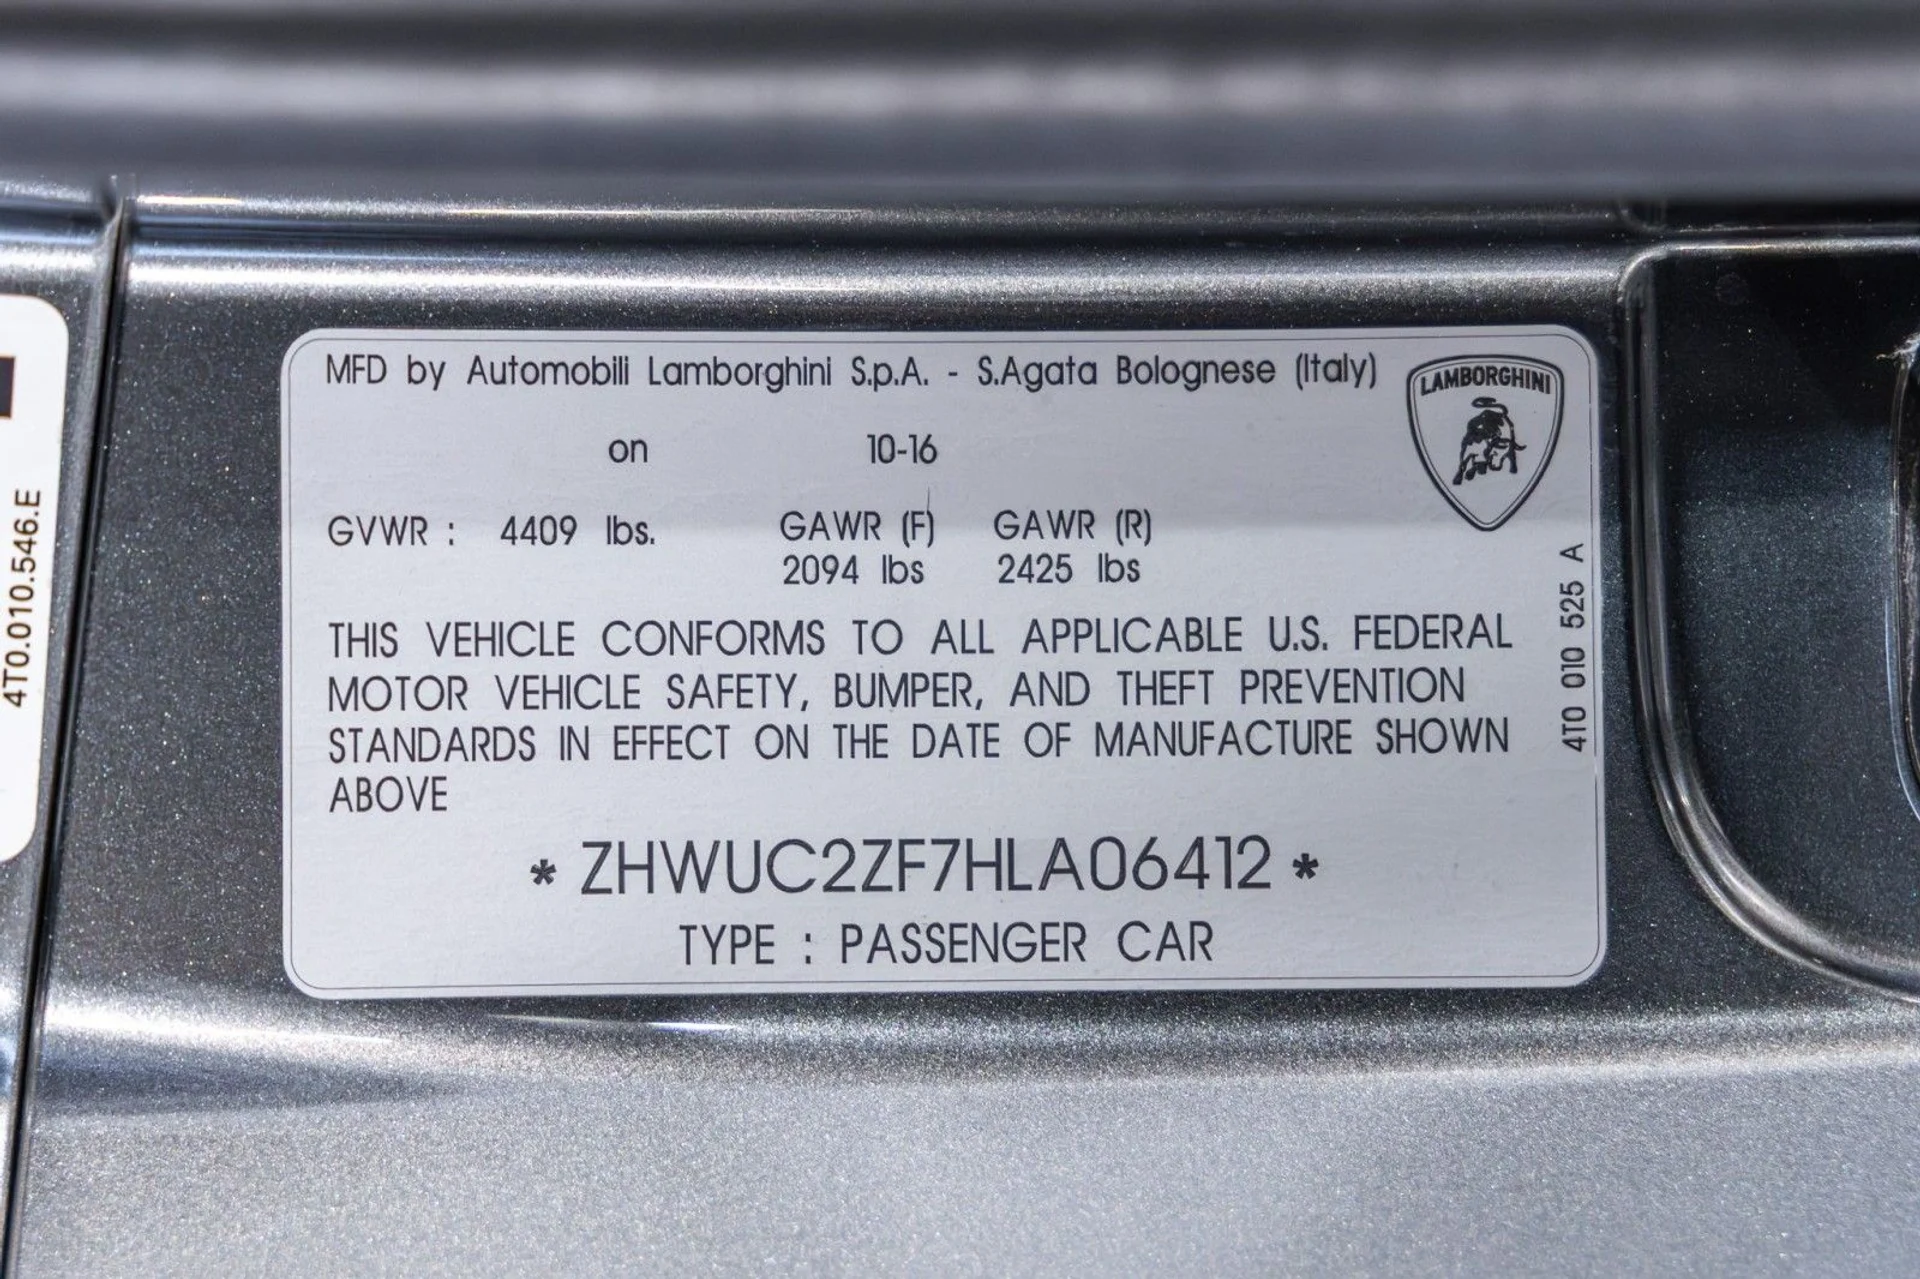 MFD by Automobili Lamborghini S.p.A. - S.Agata Bolognese (Italy)
LAMBORGHINI
on 10-16
GVWR : 4409 lbs. GAWR (F) GAWR (R)
2094 lbs 2425 lbs
THIS VEHICLE CONFORMS TO ALL APPLICABLE U.S. FEDERAL
MOTOR VEHICLE SAFETY, BUMPER, AND THEFT PREVENTION
STANDARDS IN EFFECT ON THE DATE OF MANUFACTURE SHOWN
ABOVE
* ZHWUC2ZF7HLA06412 *
TYPE : PASSENGER CAR
4T0 010 525 A
4T0.010.546.E